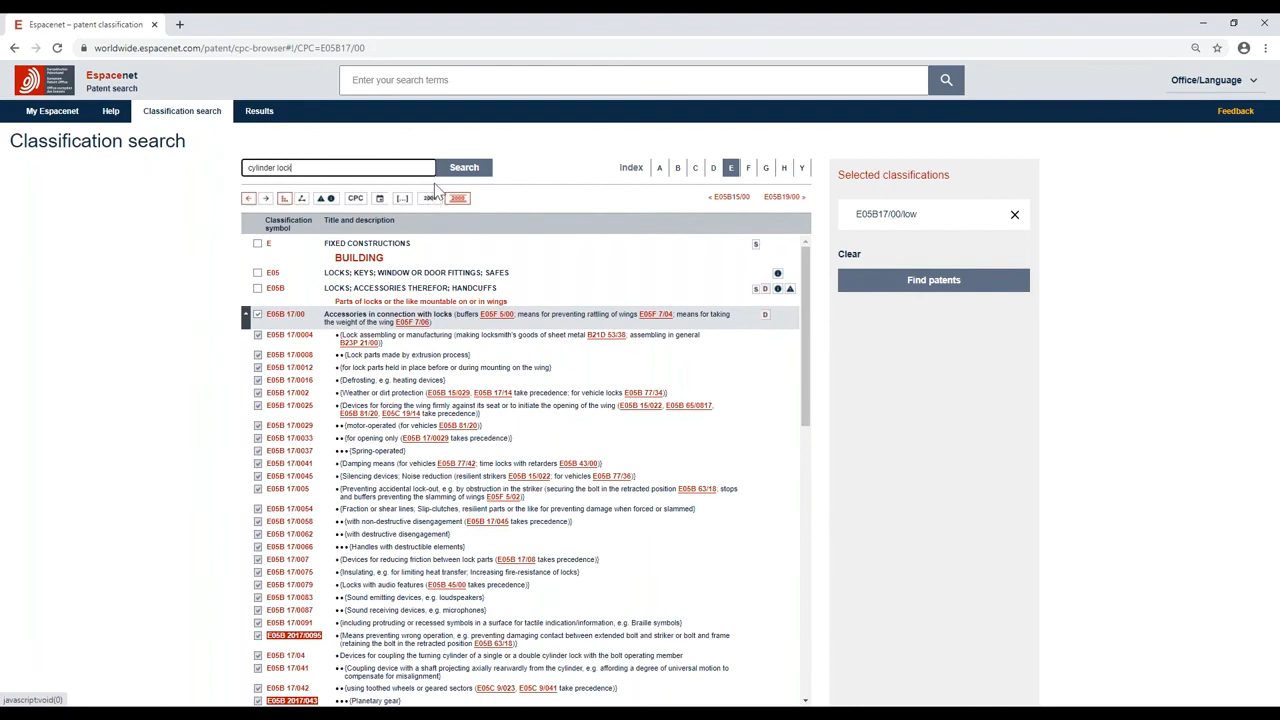 Espacenet – patent classification
worldwide.espacenet.com/patent/cpc-browser#!/CPC=E05B17/00
Espacenet
Patent search
Enter your search terms
Office/Language
My Espacenet
Help
Classification search
Results
Feedback
Classification search
cylinder lock
Search
Index
A
B
C
D
E
F
G
H
Y
CPC
[...]
2000
« E05B15/00
E05B19/00 »
Classification symbol
Title and description
E FIXED CONSTRUCTIONS S
BUILDING
E05 LOCKS; KEYS; WINDOW OR DOOR FITTINGS; SAFES
E05B LOCKS; ACCESSORIES THEREFOR; HANDCUFFS S D
Parts of locks or the like mountable on or in wings
E05B 17/00 Accessories in connection with locks (buffers E05F 5/00; means for preventing rattling of wings E05F 7/04; means for taking D
the weight of the wing E05F 7/06)
E05B 17/0004 •{Lock assembling or manufacturing (making locksmith's goods of sheet metal B21D 53/38; assembling in general
B23P 21/00)}
E05B 17/0008 ••{Lock parts made by extrusion process}
E05B 17/0012 •{for lock parts held in place before or during mounting on the wing}
E05B 17/0016 •{Defrosting, e.g. heating devices}
E05B 17/002 •{Weather or dirt protection (E05B 15/029, E05B 17/14 take precedence; for vehicle locks E05B 77/34)}
E05B 17/0025 •{Devices for forcing the wing firmly against its seat or to initiate the opening of the wing (E05B 15/022, E05B 65/0817,
E05B 81/20, E05C 19/14 take precedence)}
E05B 17/0029 ••{motor-operated (for vehicles E05B 81/20)}
E05B 17/0033 ••{for opening only (E05B 17/0029 takes precedence)}
E05B 17/0037 •••{Spring-operated}
E05B 17/0041 •{Damping means (for vehicles E05B 77/42; time locks with retarders E05B 43/00)}
E05B 17/0045 •{Silencing devices; Noise reduction (resilient strikers E05B 15/022; for vehicles E05B 77/36)}
E05B 17/005 •{Preventing accidental lock-out, e.g. by obstruction in the striker (securing the bolt in the retracted position E05B 63/18; stops
and buffers preventing the slamming of wings E05F 5/02)}
E05B 17/0054 •{Fraction or shear lines; Slip-clutches, resilient parts or the like for preventing damage when forced or slammed}
E05B 17/0058 ••{with non-destructive disengagement (E05B 17/045 takes precedence)}
E05B 17/0062 ••{with destructive disengagement}
E05B 17/0066 •••{Handles with destructible elements}
E05B 17/007 •{Devices for reducing friction between lock parts (E05B 17/08 takes precedence)}
E05B 17/0075 •{Insulating, e.g. for limiting heat transfer; Increasing fire-resistance of locks}
E05B 17/0079 •{Locks with audio features (E05B 45/00 takes precedence)}
E05B 17/0083 ••{Sound emitting devices, e.g. loudspeakers}
E05B 17/0087 ••{Sound receiving devices, e.g. microphones}
E05B 17/0091 •{including protruding or recessed symbols in a surface for tactile indication/information, e.g. Braille symbols}
E05B 2017/0095 •{Means preventing wrong operation, e.g. preventing damaging contact between extended bolt and striker or bolt and frame
(retaining the bolt in the retracted position E05B 63/18)}
E05B 17/04 •Devices for coupling the turning cylinder of a single or a double cylinder lock with the bolt operating member
E05B 17/041 ••{Coupling device with a shaft projecting axially rearwardly from the cylinder, e.g. affording a degree of universal motion to
compensate for misalignment}
E05B 17/042 ••{using toothed wheels or geared sectors (E05C 9/023, E05C 9/041 take precedence)}
E05B 2017/043 •••{Planetary gear}
Selected classifications
E05B17/00/low
Clear
Find patents
javascript:void(0)